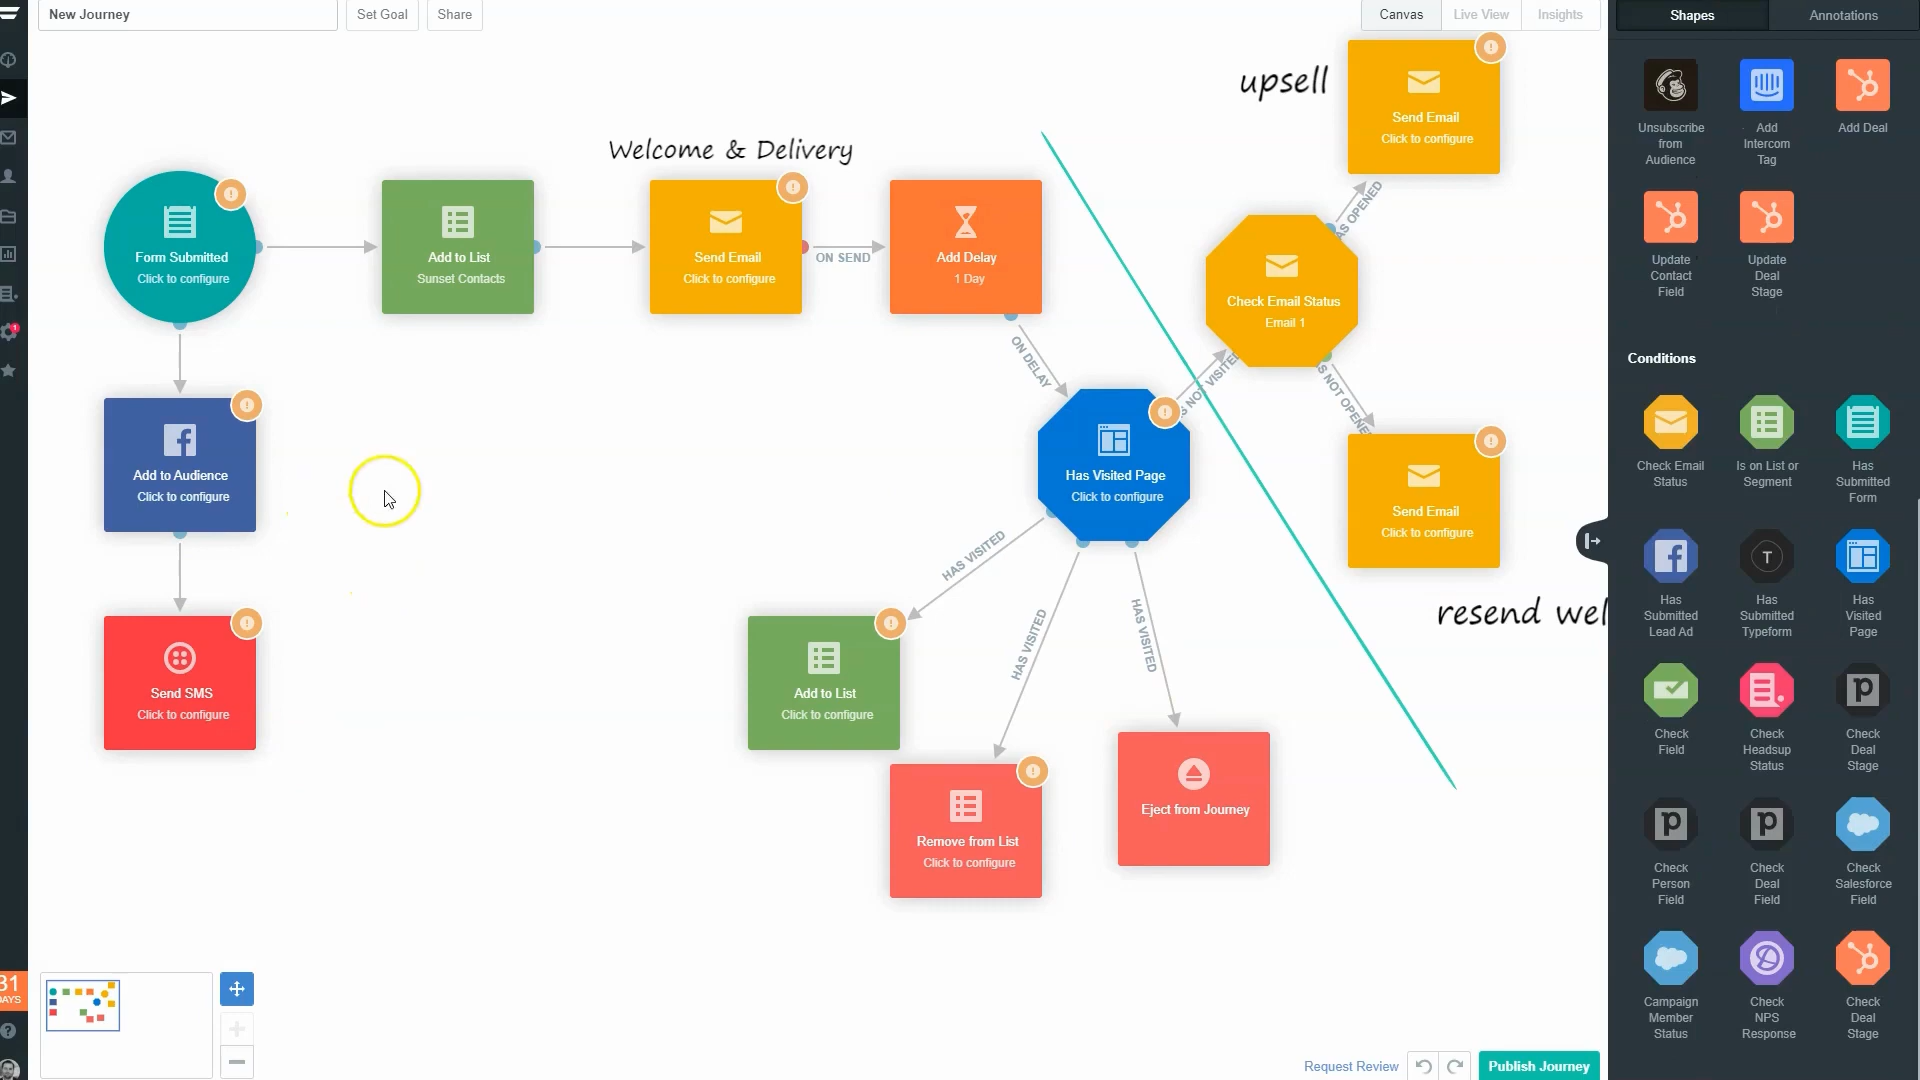 New Journey
Set Goal
Share
Canvas
Live View
Insights
Shapes
Annotations
upsell
Send Email
Click to configure
Welcome & Delivery
Form Submitted
Click to configure
Add to List
Sunset Contacts
Send Email
Click to configure
ON SEND
Add Delay
1 Day
ON DELAY
AS OPENED
Check Email Status
Email 1
S NOT VISITED
S NOT OPENE
Add to Audience
Click to configure
Has Visited Page
Click to configure
Send Email
Click to configure
HAS VISITED
HAS VISITED
HAS VISITED
resend wel
Send SMS
Click to configure
Add to List
Click to configure
Remove from List
Click to configure
Eject from Journey
Unsubscribe
from
Audience
Add
Intercom
Tag
Add Deal
Update
Contact
Field
Update
Deal
Stage
Conditions
Check Email
Status
Is on List or
Segment
Has
Submitted
Form
Has
Submitted
Lead Ad
T
Has
Submitted
Typeform
Has
Visited
Page
Check
Field
Check
Headsup
Status
p
Check
Deal
Stage
p
Check
Person
Field
p
Check
Deal
Field
Check
Salesforce
Field
Campaign
Member
Status
Check
NPS
Response
Check
Deal
Stage
31
DAYS
Request Review
Publish Journey